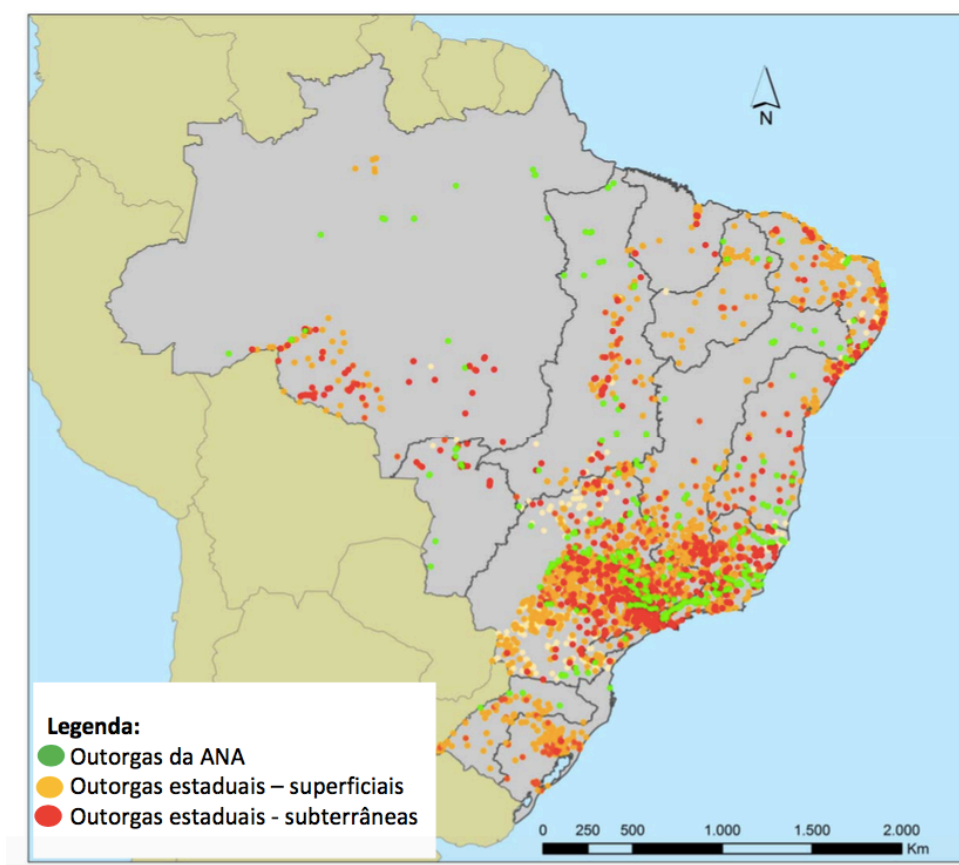 N
Legenda:
Outorgas da ANA
Outorgas estaduais – superficiais
Outorgas estaduais - subterrâneas
0 250 500 1.000 1.500 2.000
Km